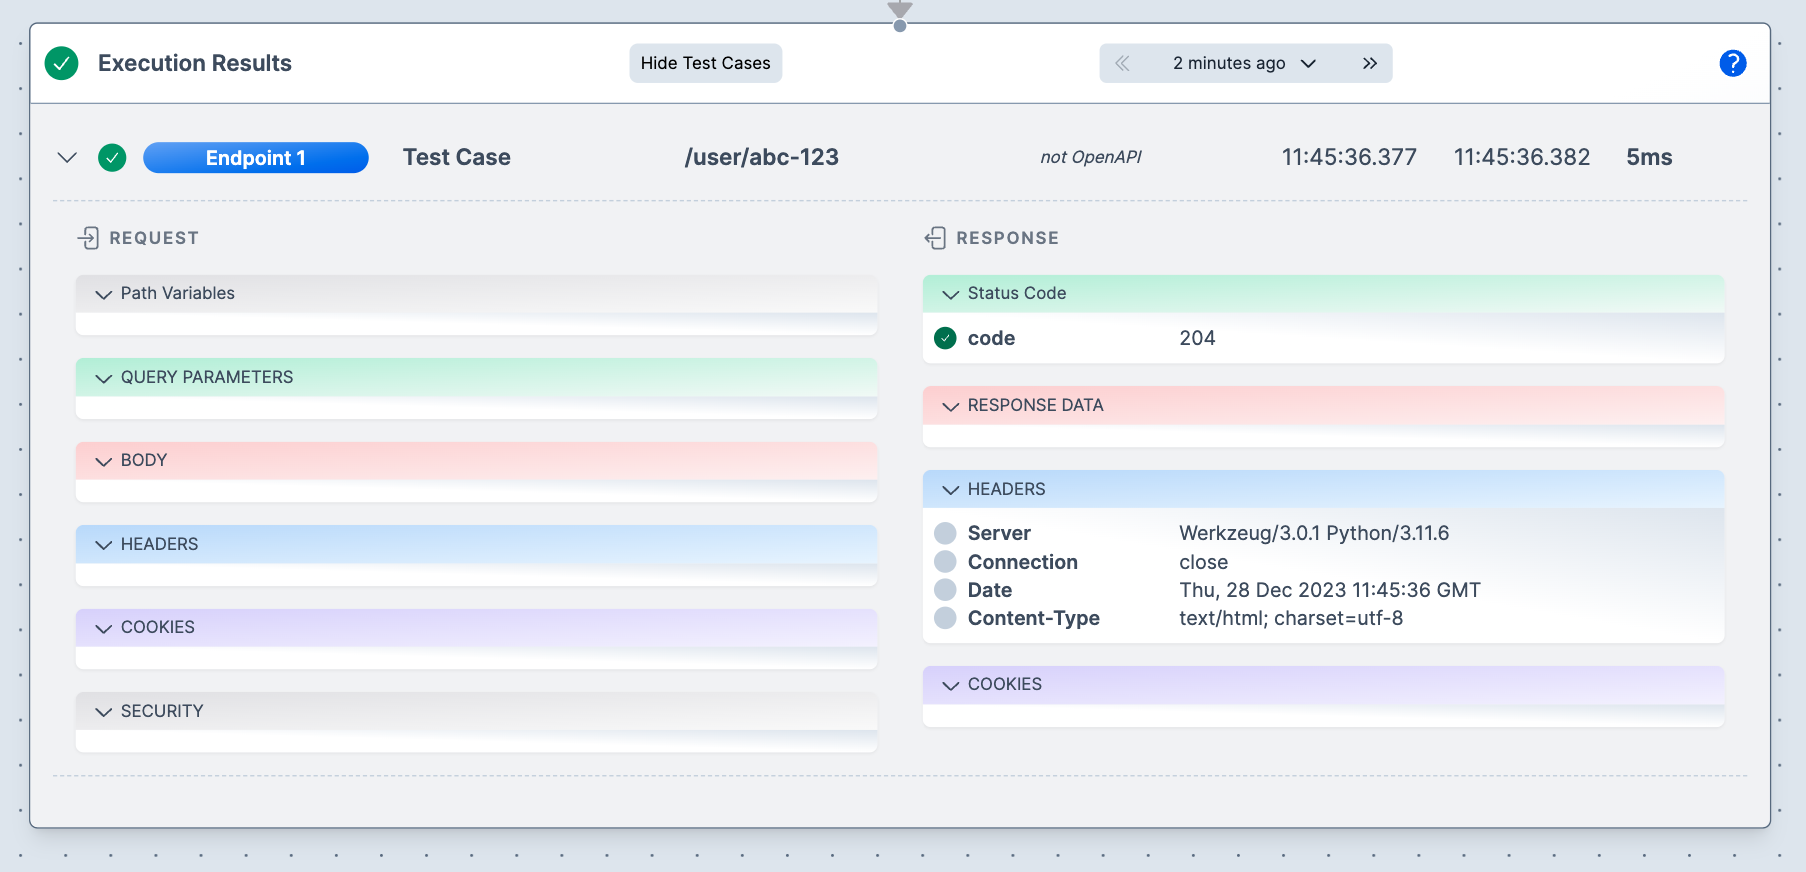 Execution Results
Hide Test Cases
2 minutes ago
?
Endpoint 1
Test Case
/user/abc-123
not OpenAPI
11:45:36.377
11:45:36.382
5ms
REQUEST
Path Variables
QUERY PARAMETERS
BODY
HEADERS
COOKIES
SECURITY
RESPONSE
Status Code
code 204
RESPONSE DATA
HEADERS
Server Werkzeug/3.0.1 Python/3.11.6
Connection close
Date Thu, 28 Dec 2023 11:45:36 GMT
Content-Type text/html; charset=utf-8
COOKIES